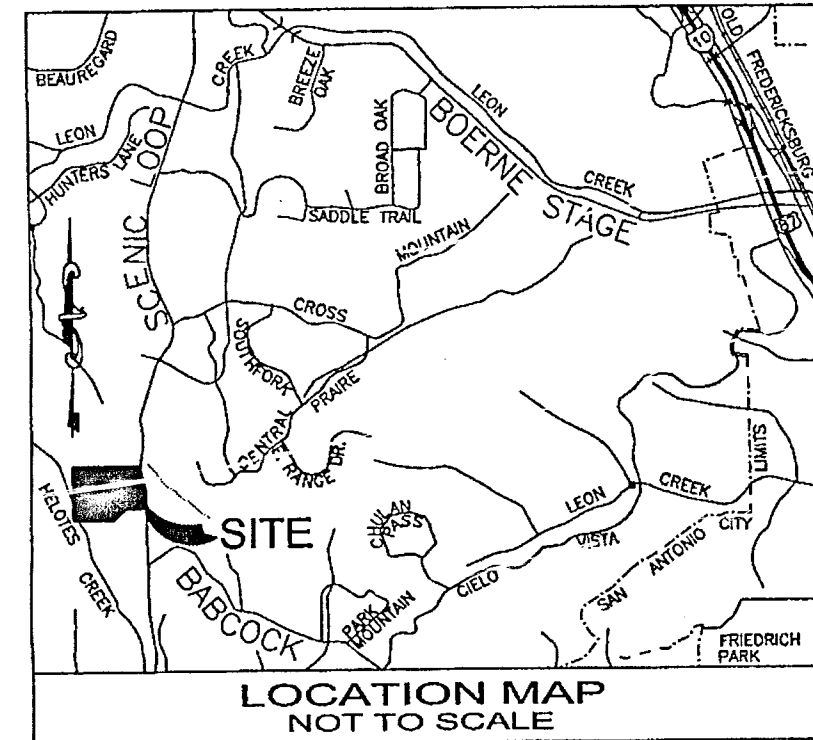 BEAUREGARD
CREEK
BREEZE
OAK
LEON
HUNTERS LANE
SCENIC LOOP
BROAD OAK
LEON
CREEK
BOERNE STAGE
SADDLE TRAIL
MOUNTAIN
10
OLD
FREDERICKSBURG
87
CROSS
SOUTHFORK
CENTRAL
PRAIRE
RANGE DR.
HELOTES
CREEK
SITE
BABCOCK
CHULAN
PASS
PARK
MOUNTAIN
LEON
CREEK
VISTA
CIELO
SAN ANTONIO
CITY
LIMITS
FRIEDRICH
PARK
LOCATION MAP
NOT TO SCALE